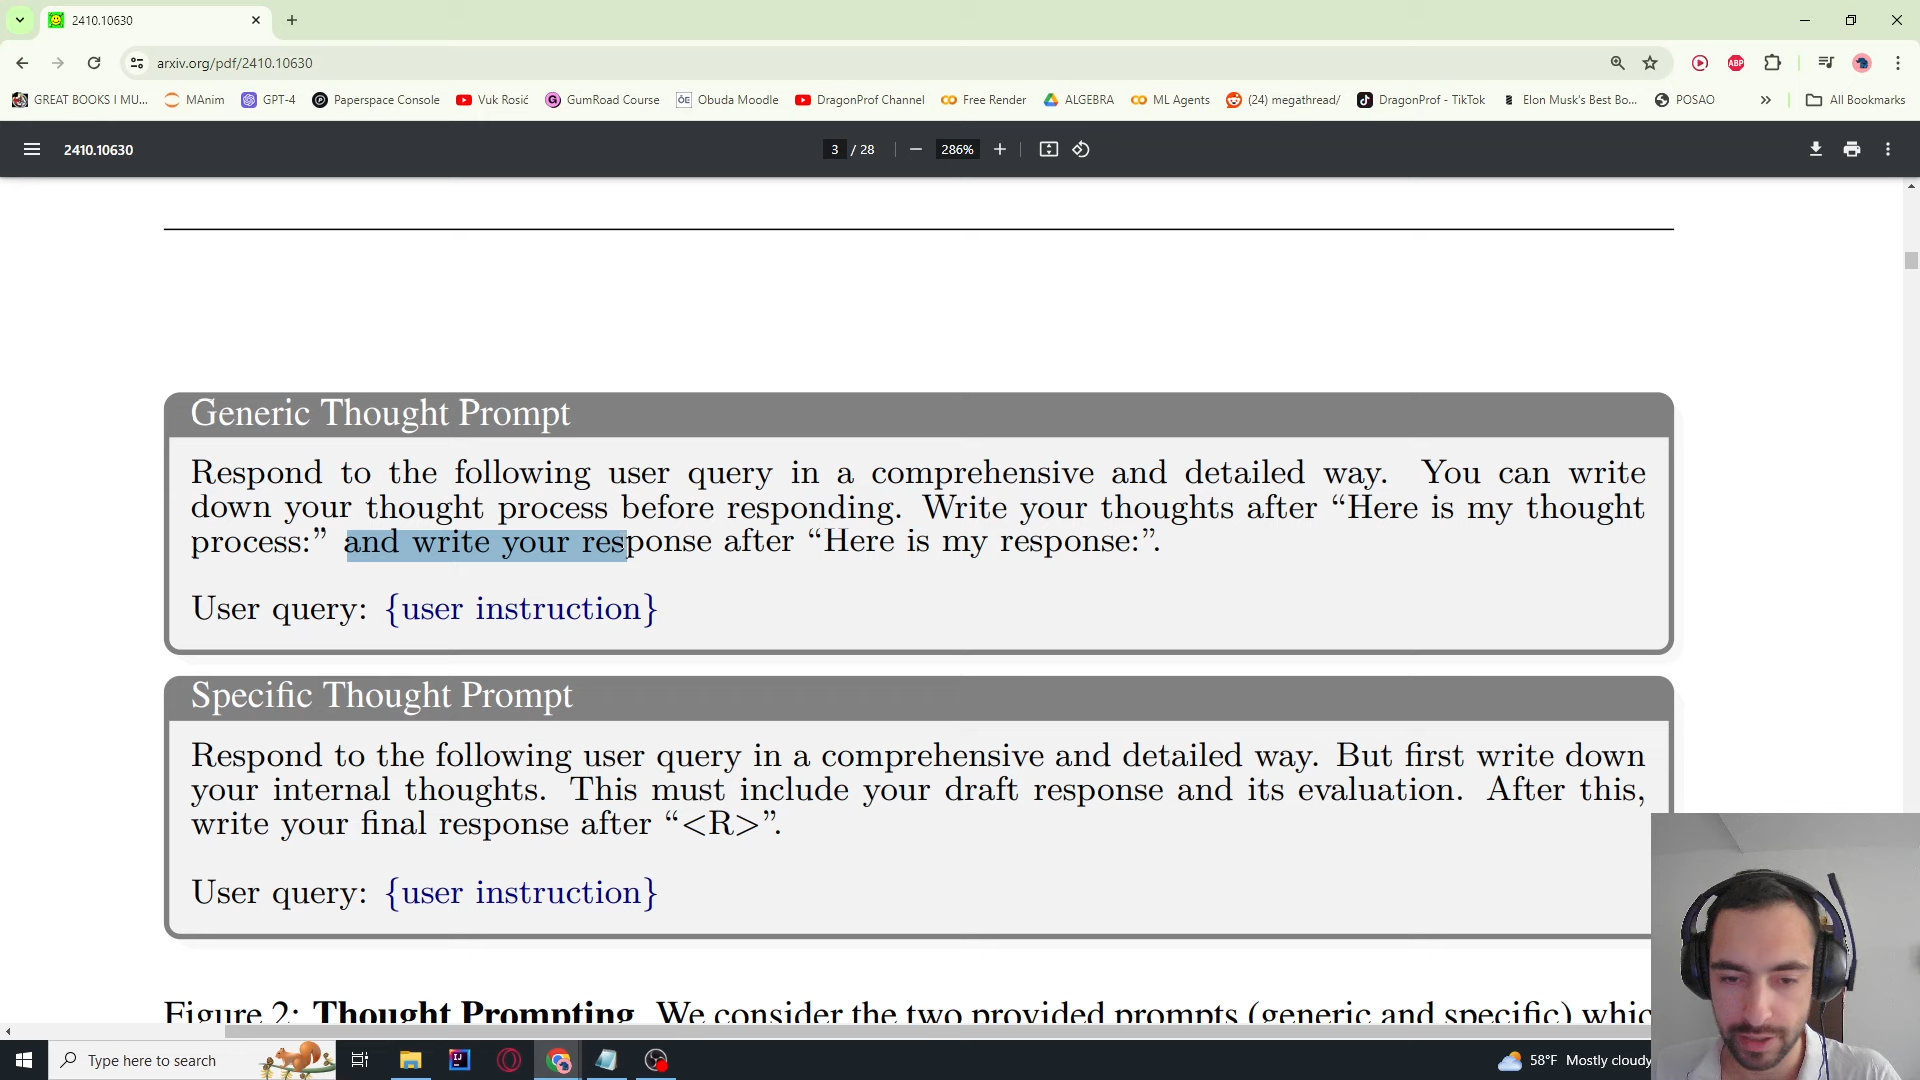 2410.10630
arxiv.org/pdf/2410.10630
ABP
GREAT BOOKS I MU...
MAnim
GPT-4
Paperspace Console
Vuk Rosić
GumRoad Course
Obuda Moodle
DragonProf Channel
Free Render
ALGEBRA
ML Agents
(24) megathread/
DragonProf - TikTok
Elon Musk's Best Bo...
POSAO
All Bookmarks
2410.10630
3 / 28
286%
Generic Thought Prompt
Respond to the following user query in a comprehensive and detailed way. You can write
down your thought process before responding. Write your thoughts after “Here is my thought
process:” and write your response after “Here is my response:”.
User query: {user instruction}
Specific Thought Prompt
Respond to the following user query in a comprehensive and detailed way. But first write down
your internal thoughts. This must include your draft response and its evaluation. After this,
write your final response after “<R>”.
User query: {user instruction}
Figure 2: Thought Prompting. We consider the two provided prompts (generic and specific) whic
Type here to search
58°F Mostly cloudy